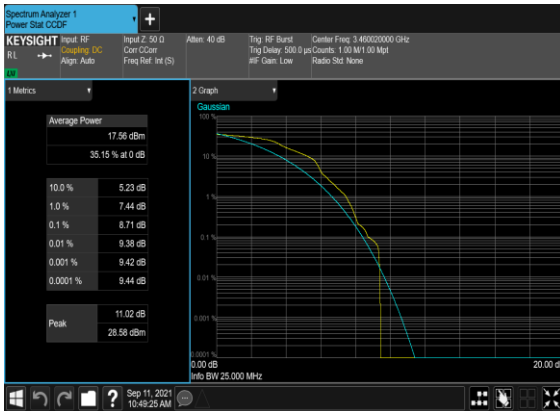 Spectrum Analyzer 1
Power Stat CCDF
+
KEYSIGHT
RL
Input: RF
Coupling: DC
Align: Auto
Input Z: 50 Ω
Corr CCorr
Freq Ref: Int (S)
Atten: 40 dB
Trig: RF Burst
Trig Delay: 500.0 µs
#IF Gain: Low
Center Freq: 3.460020000 GHz
Counts: 1.00 M/1.00 Mpt
Radio Std: None
1 Metrics
Average Power
17.56 dBm
35.15 % at 0 dB
10.0 % 5.23 dB
1.0 % 7.44 dB
0.1 % 8.71 dB
0.01 % 9.38 dB
0.001 % 9.42 dB
0.0001 % 9.44 dB
Peak
11.02 dB
28.58 dBm
2 Graph
Gaussian
100 %
10 %
1 %
0.1 %
0.01 %
0.001 %
0.0001 %
0.00 dB
20.00 d
Info BW 25.000 MHz
?
Sep 11, 2021
10:49:25 AM